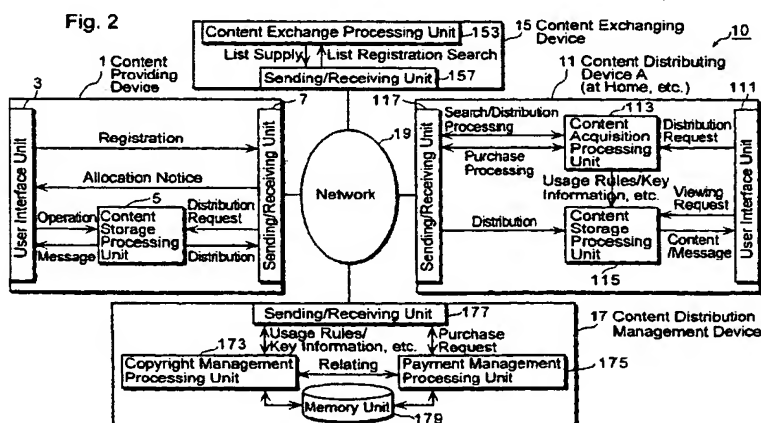 Fig. 2
10
Content Exchange Processing Unit
153
15 Content Exchanging
Device
List Supply
List Registration Search
Sending/Receiving Unit
157
1 Content
Providing
Device
3
7
User Interface Unit
Registration
Allocation Notice
Operation
Message
5
Content
Storage
Processing
Unit
Distribution
Request
Distribution
Sending/Receiving Unit
19
Network
11 Content Distributing
Device A
(at Home, etc.)
117
113
111
Sending/Receiving Unit
Search/Distribution
Processing
Purchase
Processing
Content
Acquisition
Processing
Unit
Distribution
Request
Usage Rules/Key
Information, etc.
Distribution
Content
Storage
Processing
Unit
115
Viewing
Request
Content
/Message
User Interface Unit
Sending/Receiving Unit
177
17 Content Distribution
Management Device
173
Usage Rules/
Key Information, etc.
Purchase
Request
175
Copyright Management
Processing Unit
Relating
Payment Management
Processing Unit
Memory Unit
179